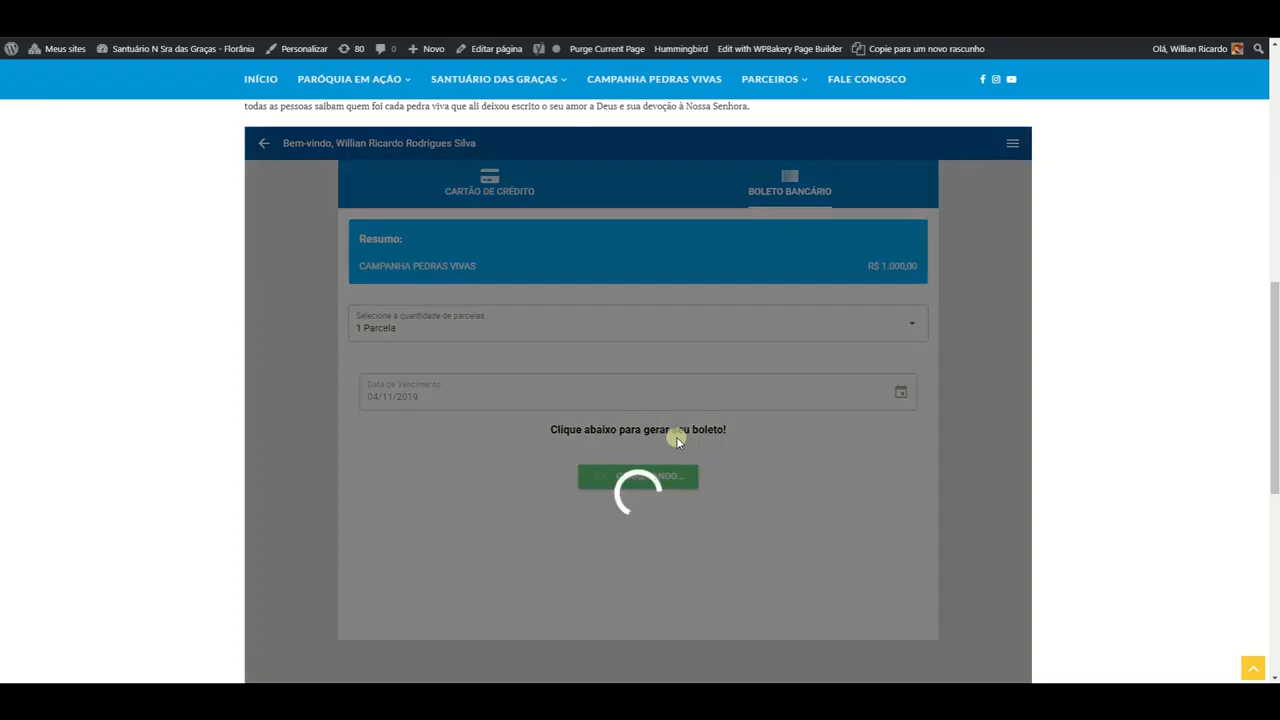 Meus sites Santuário N Sra das Graças - Florânia Personalizar 80 0 Novo Editar página Purge Current Page Hummingbird Edit with WPBakery Page Builder Copie para um novo rascunho Olá, Willian Ricardo
INÍCIO PARÓQUIA EM AÇÃO SANTUÁRIO DAS GRAÇAS CAMPANHA PEDRAS VIVAS PARCEIROS FALE CONOSCO
todas as pessoas saibam quem foi cada pedra viva que ali deixou escrito o seu amor a Deus e sua devoção à Nossa Senhora.
Bem-vindo, Willian Ricardo Rodrigues Silva
CARTÃO DE CRÉDITO BOLETO BANCÁRIO
Resumo:
CAMPANHA PEDRAS VIVAS R$ 1.000,00
Selecione a quantidade de parcelas
1 Parcela
Data de Vencimento
04/11/2019
Clique abaixo para gerar seu boleto!